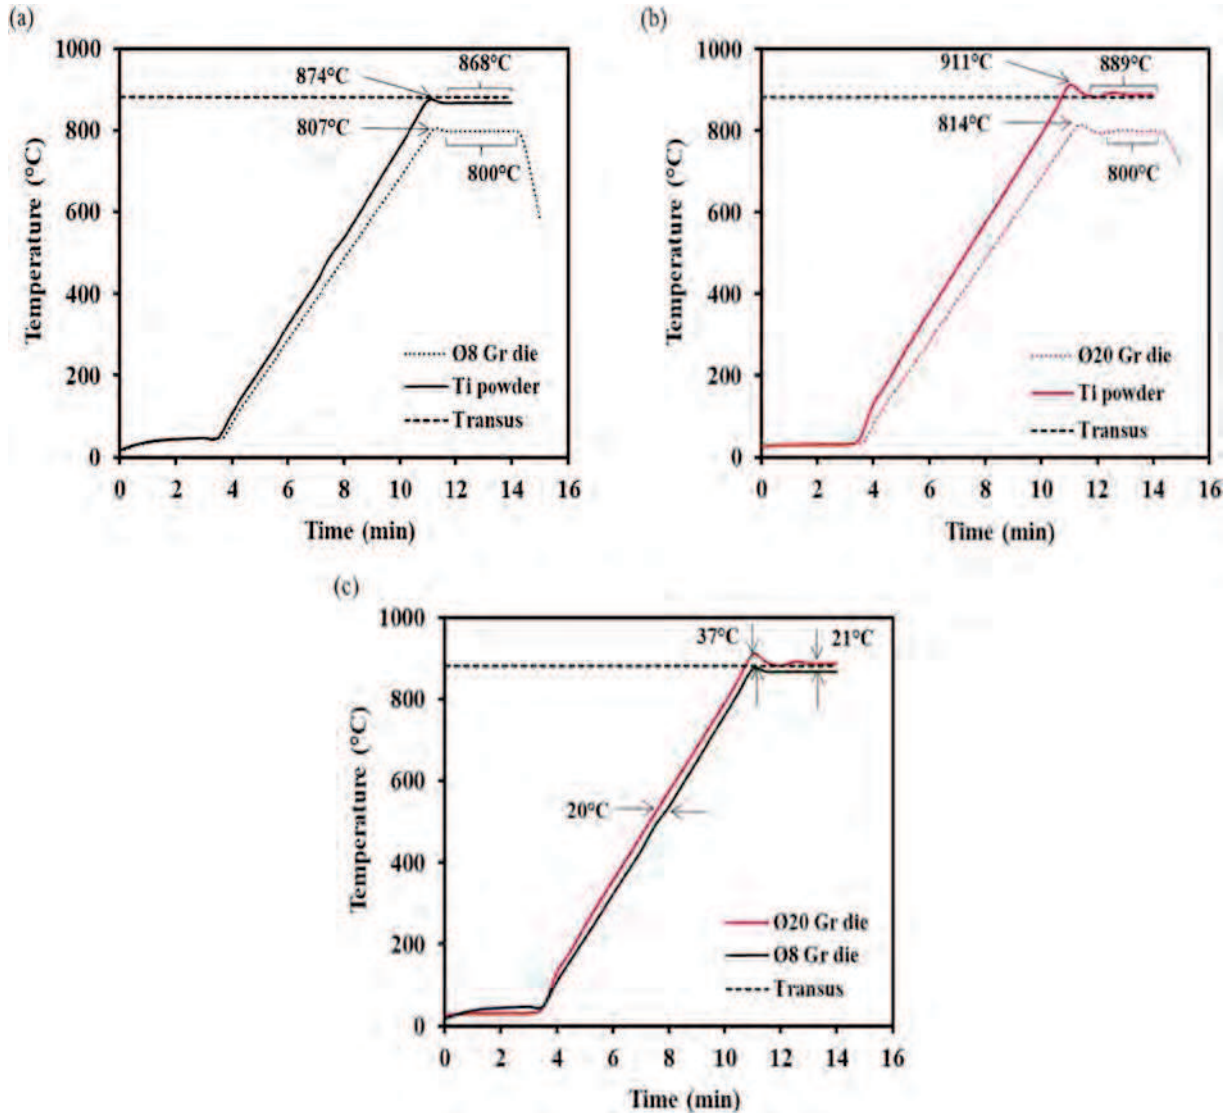 (a)
1000
800
600
400
200
0
Temperature (°C)
874°C
868°C
807°C
800°C
Ø8 Gr die
Ti powder
Transus
0 2 4 6 8 10 12 14 16
Time (min)
(b)
1000
800
600
400
200
0
Temperature (°C)
911°C
889°C
814°C
800°C
Ø20 Gr die
Ti powder
Transus
0 2 4 6 8 10 12 14 16
Time (min)
(c)
1000
800
600
400
200
0
Temperature (°C)
37°C
21°C
20°C
Ø20 Gr die
Ø8 Gr die
Transus
0 2 4 6 8 10 12 14 16
Time (min)